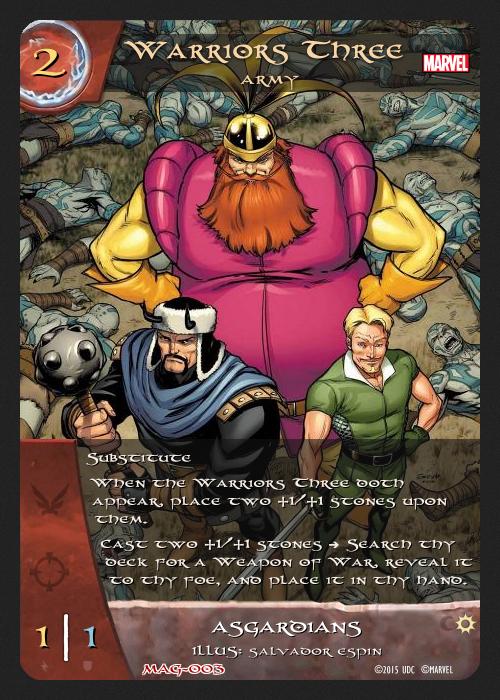 2
Warriors Three
MARVEL
Army
Substitute
When the Warriors Three doth
appear, place two +1/+1 stones upon
them.
Cast two +1/+1 stones → Search thy
deck for a Weapon of War, reveal it
to thy foe, and place it in thy hand.
1 | 1
Asgardians
Illus: Salvador Espin
MAG-003
©2015 UDC ©MARVEL